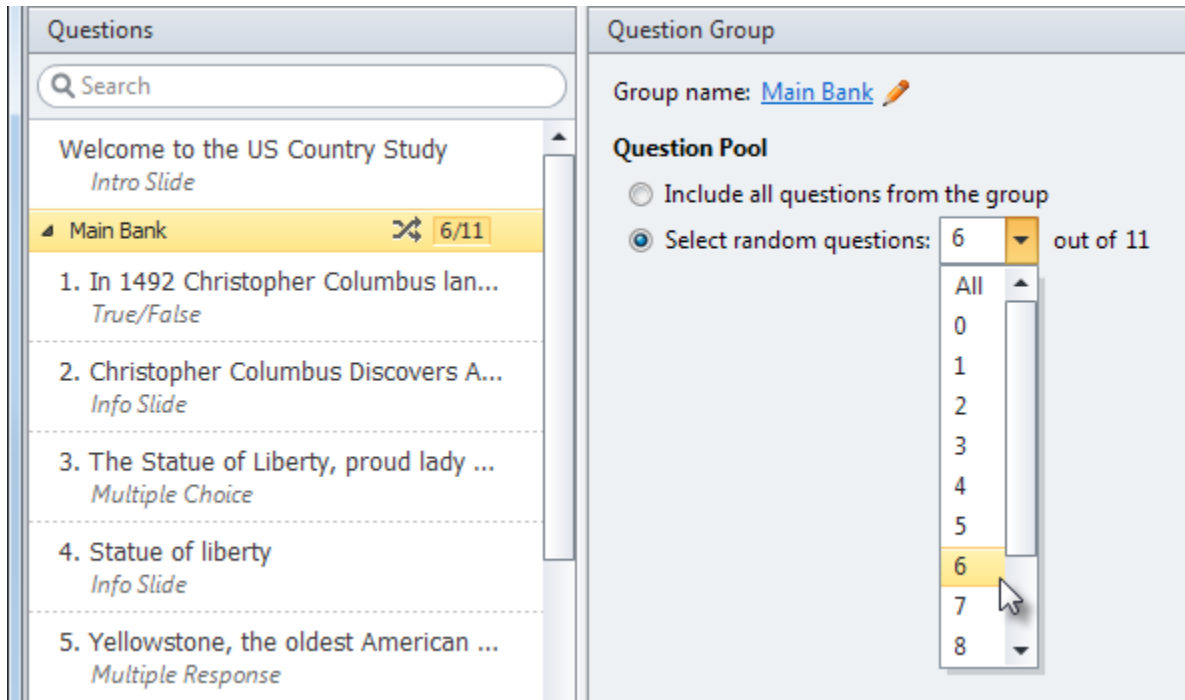 Questions
Search
Welcome to the US Country Study
Intro Slide
Main Bank 6/11
1. In 1492 Christopher Columbus lan...
True/False
2. Christopher Columbus Discovers A...
Info Slide
3. The Statue of Liberty, proud lady ...
Multiple Choice
4. Statue of liberty
Info Slide
5. Yellowstone, the oldest American ...
Multiple Response
Question Group
Group name: Main Bank
Question Pool
Include all questions from the group
Select random questions: 6 out of 11
All
0
1
2
3
4
5
6
7
8